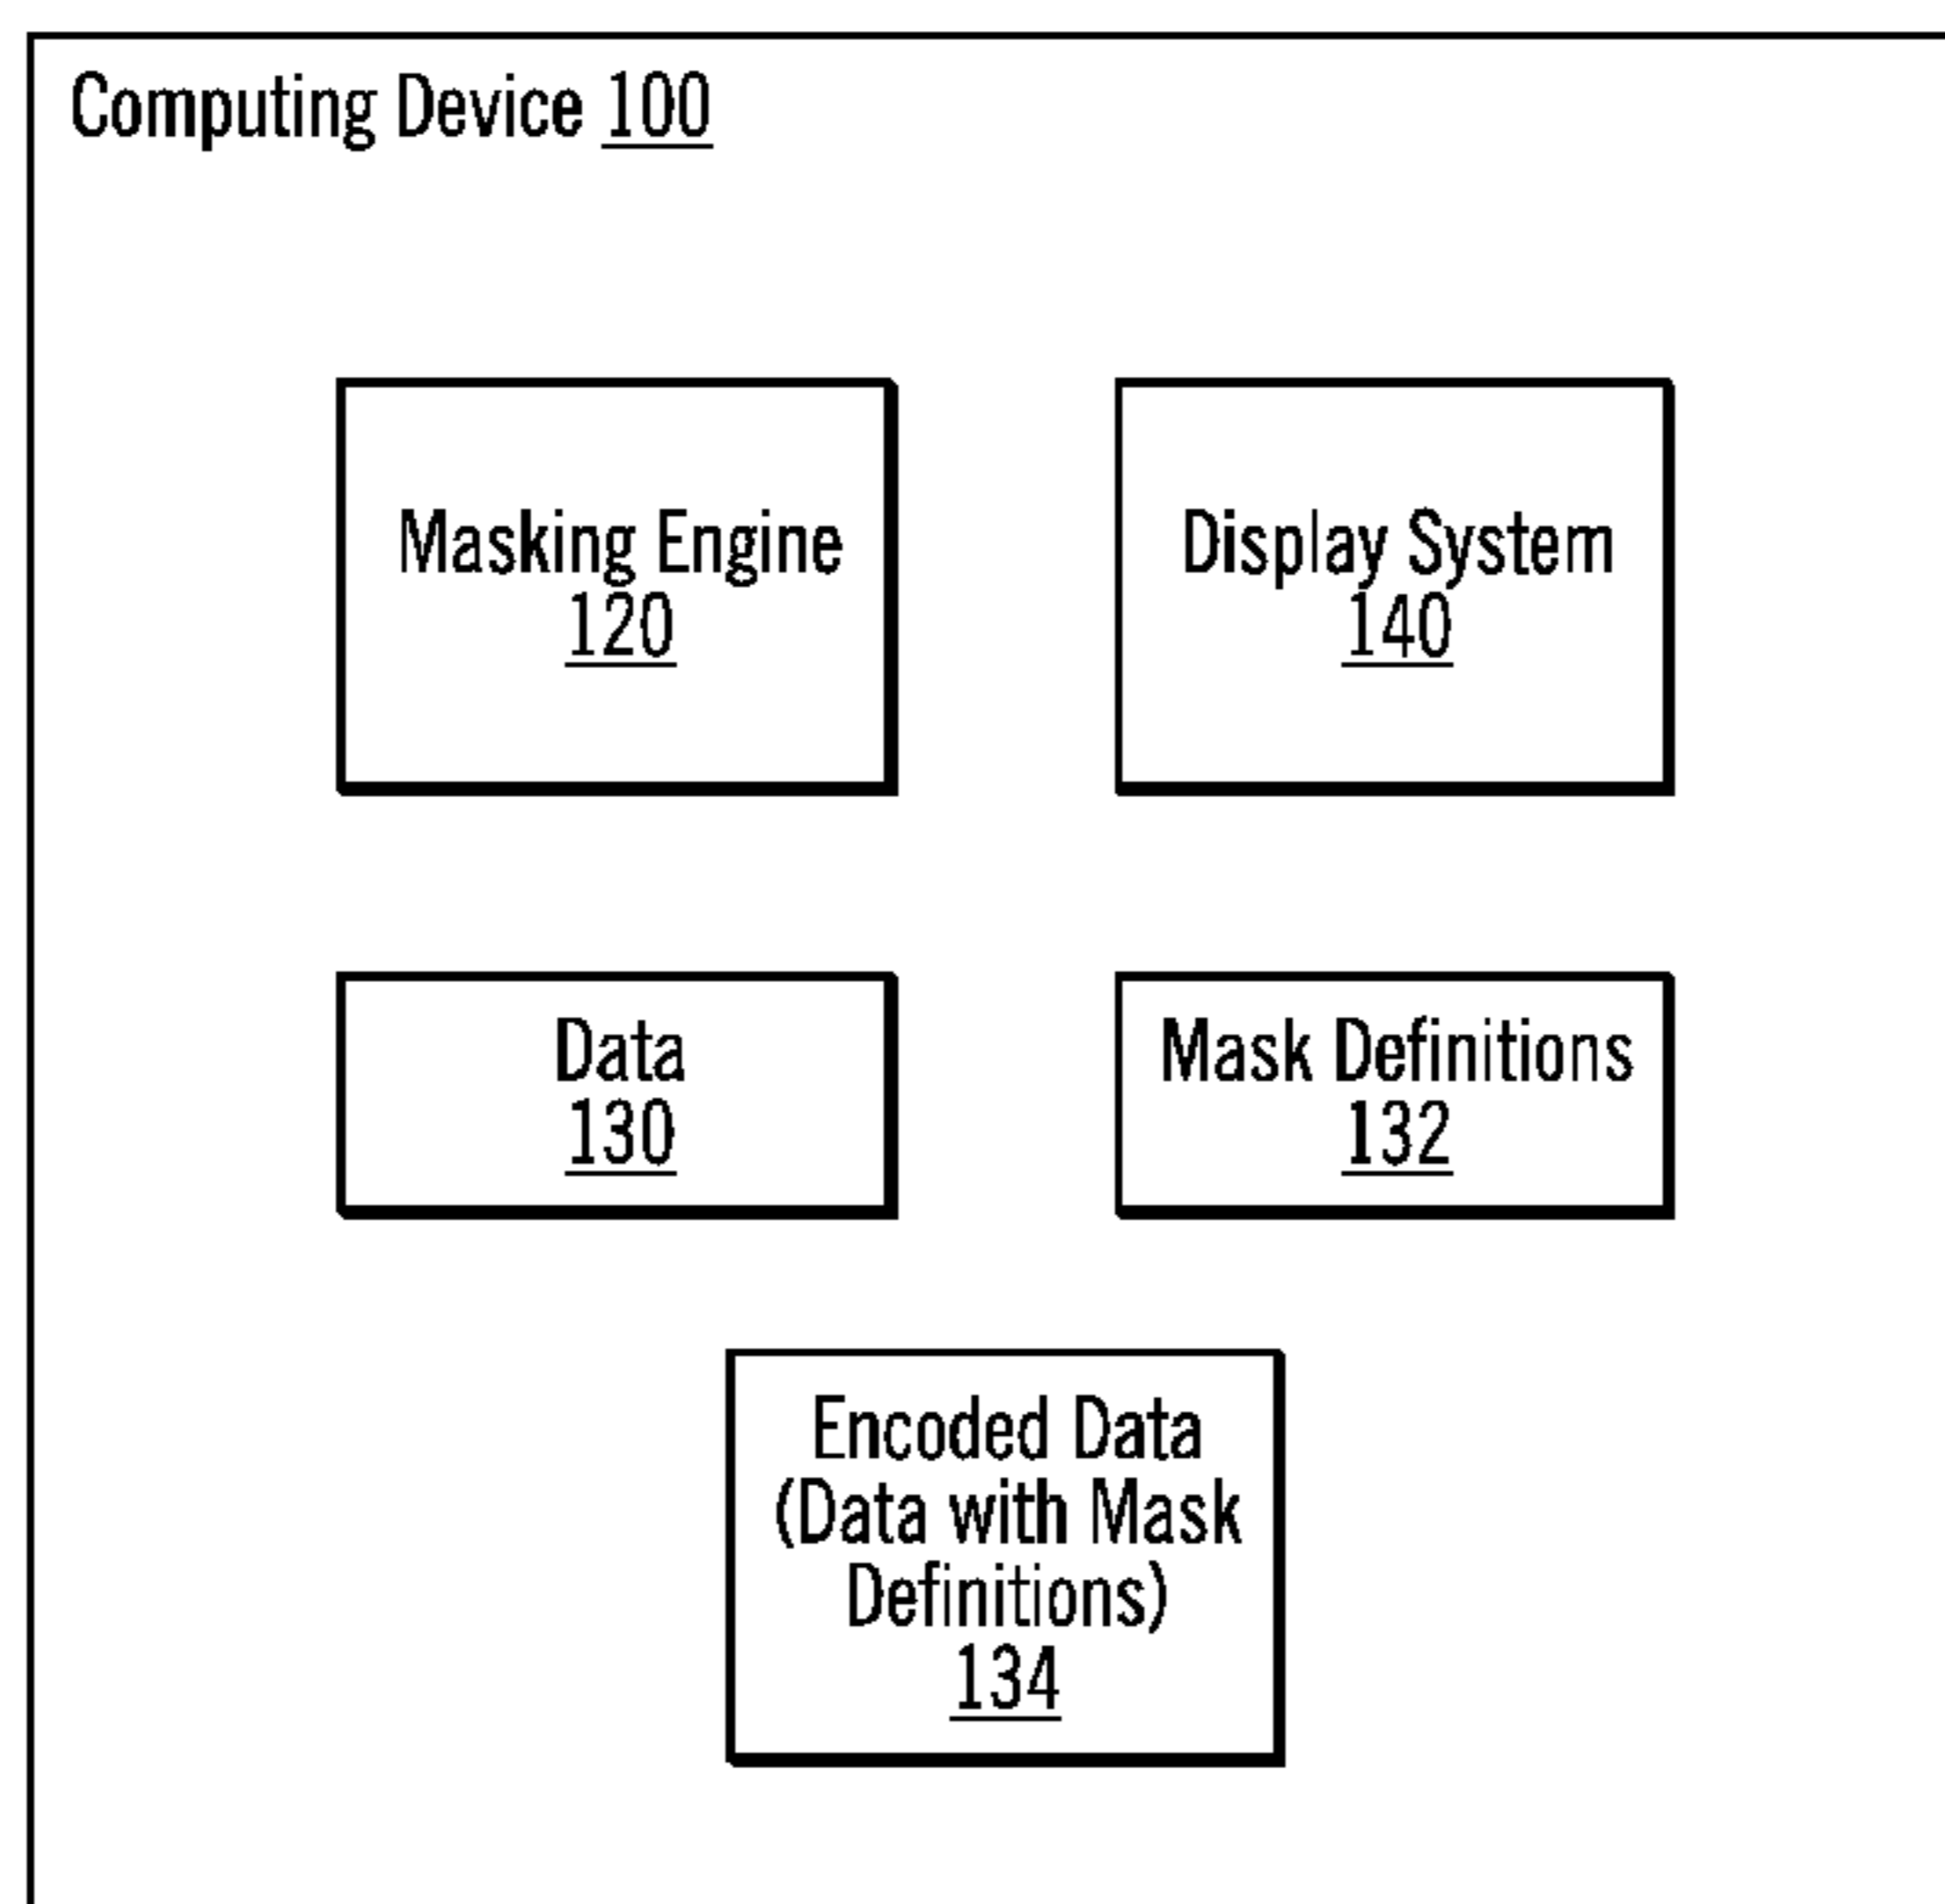 Computing Device 100
Masking Engine
120
Display System
140
Data
130
Mask Definitions
132
Encoded Data
(Data with Mask
Definitions)
134